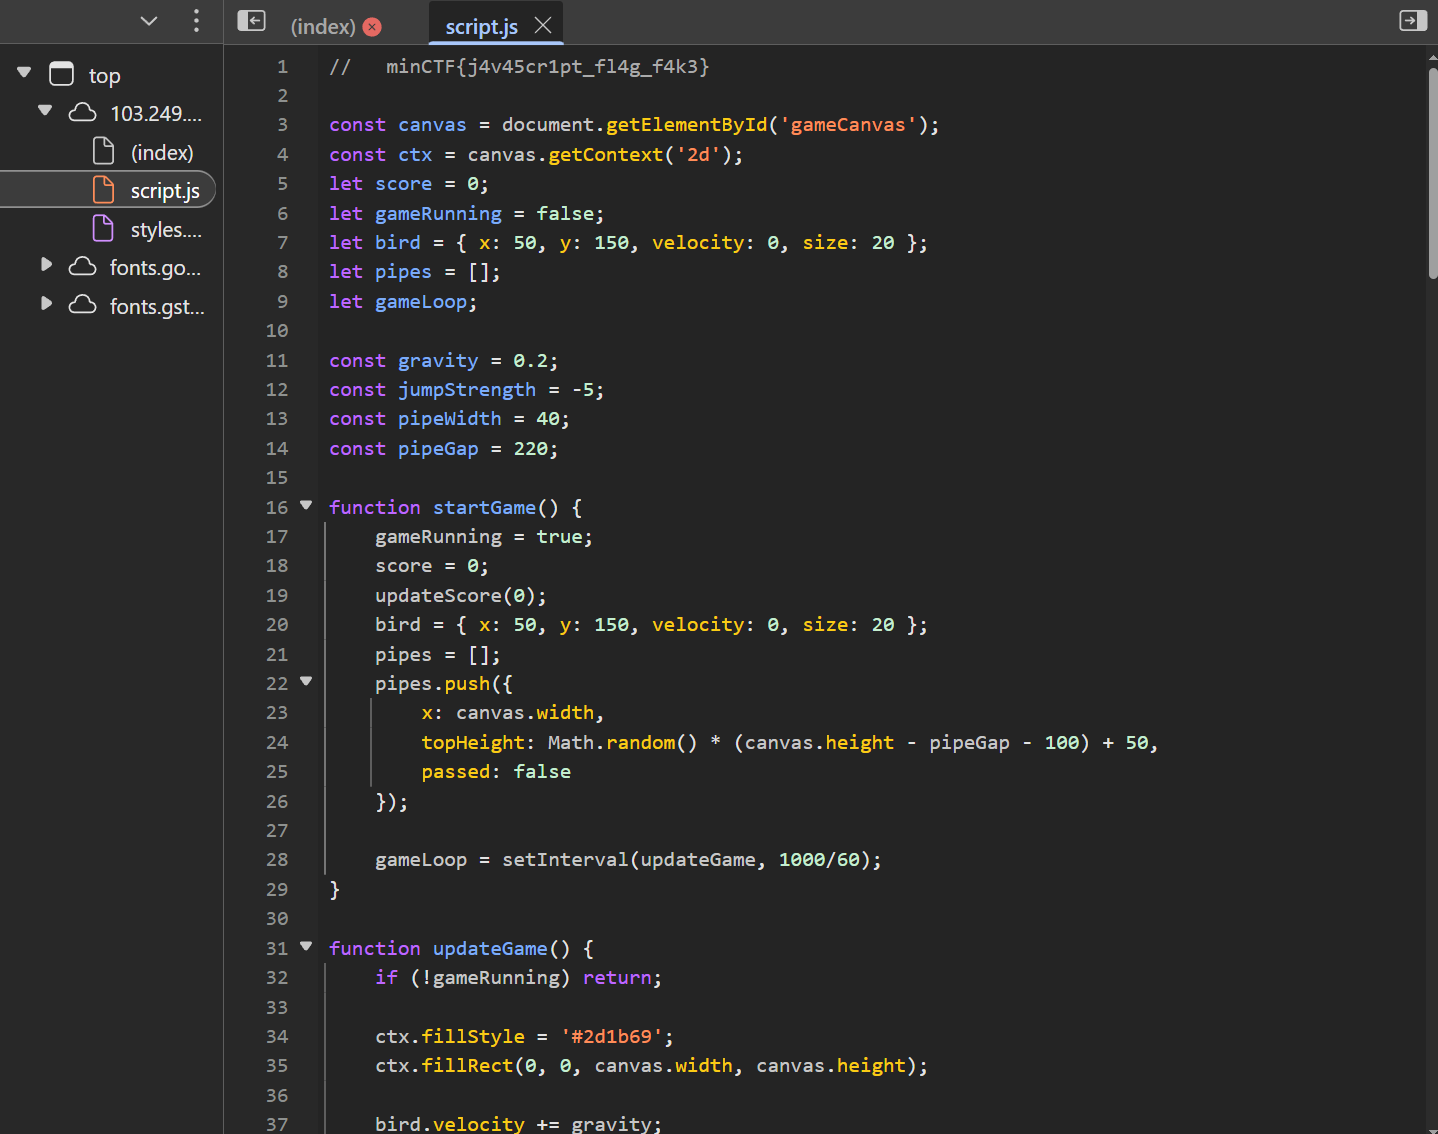 (index)
script.js
top
103.249....
(index)
script.js
styles....
fonts.go...
fonts.gst...
1 //   minCTF{j4v45cr1pt_fl4g_f4k3}
2
3 const canvas = document.getElementById('gameCanvas');
4 const ctx = canvas.getContext('2d');
5 let score = 0;
6 let gameRunning = false;
7 let bird = { x: 50, y: 150, velocity: 0, size: 20 };
8 let pipes = [];
9 let gameLoop;
10
11 const gravity = 0.2;
12 const jumpStrength = -5;
13 const pipeWidth = 40;
14 const pipeGap = 220;
15
16 function startGame() {
17     gameRunning = true;
18     score = 0;
19     updateScore(0);
20     bird = { x: 50, y: 150, velocity: 0, size: 20 };
21     pipes = [];
22     pipes.push({
23         x: canvas.width,
24         topHeight: Math.random() * (canvas.height - pipeGap - 100) + 50,
25         passed: false
26     });
27
28     gameLoop = setInterval(updateGame, 1000/60);
29 }
30
31 function updateGame() {
32     if (!gameRunning) return;
33
34     ctx.fillStyle = '#2d1b69';
35     ctx.fillRect(0, 0, canvas.width, canvas.height);
36
37     bird.velocity += gravity;